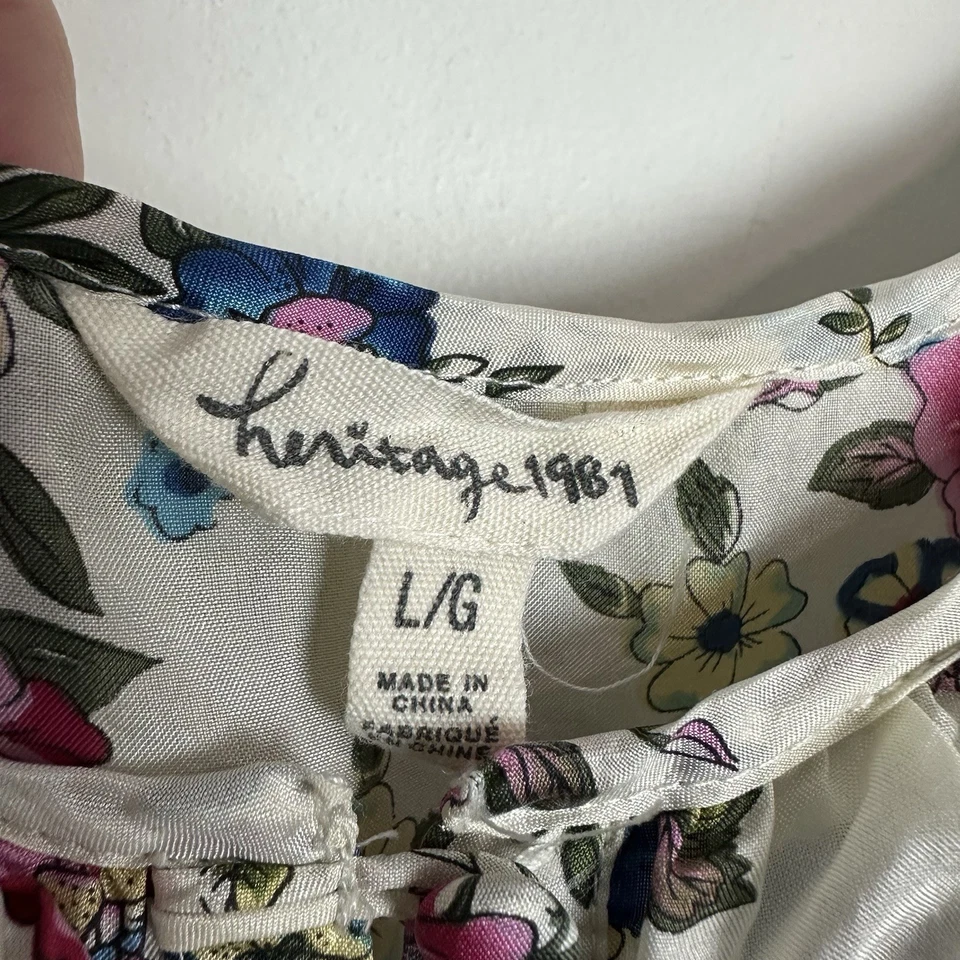 heritage1981
L/G
MADE IN
CHINA
FABRIQUÉ
EN CHINE